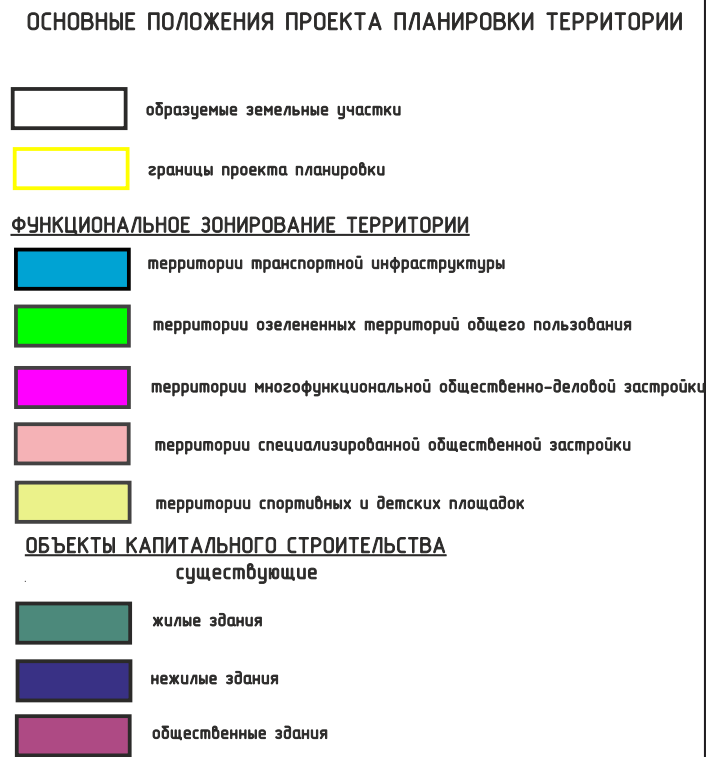 ОСНОВНЫЕ ПОЛОЖЕНИЯ ПРОЕКТА ПЛАНИРОВКИ ТЕРРИТОРИИ
образуемые земельные участки
границы проекта планировки
ФУНКЦИОНАЛЬНОЕ ЗОНИРОВАНИЕ ТЕРРИТОРИИ
территории транспортной инфраструктуры
территории озелененных территорий общего пользования
территории многофункциональной общественно-деловой застройки
территории специализированной общественной застройки
территории спортивных и детских площадок
ОБЪЕКТЫ КАПИТАЛЬНОГО СТРОИТЕЛЬСТВА
существующие
жилые здания
нежилые здания
общественные здания